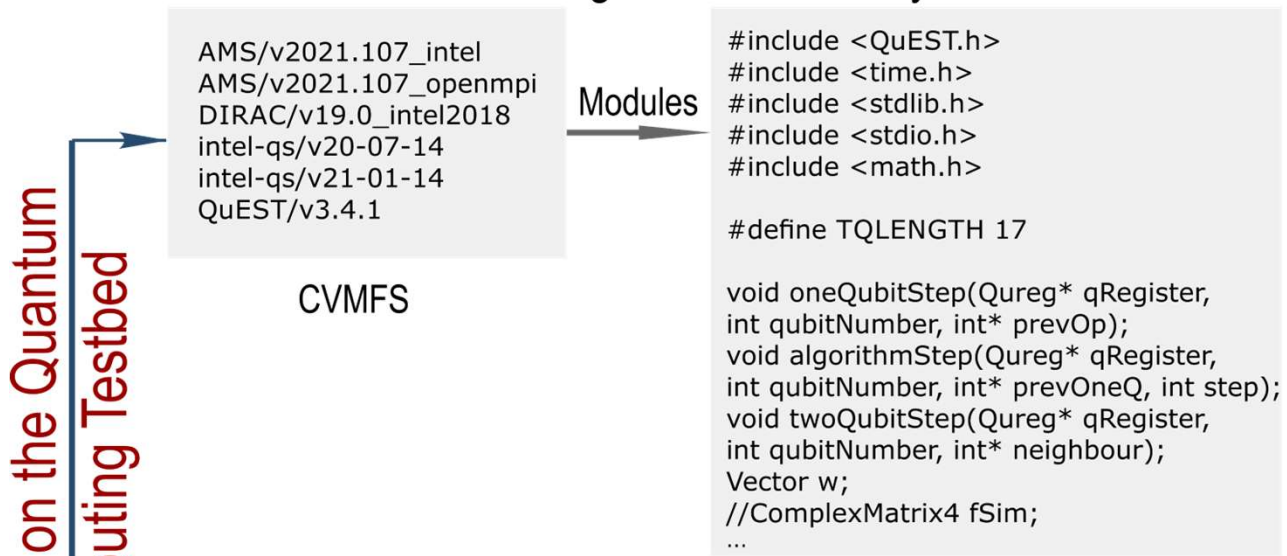 AMS/v2021.107_intel
AMS/v2021.107_openmpi
DIRAC/v19.0_intel2018
intel-qs/v20-07-14
intel-qs/v21-01-14
QuEST/v3.4.1
CVMFS
Modules
#include <QuEST.h>
#include <time.h>
#include <stdlib.h>
#include <stdio.h>
#include <math.h>
#define TQLENGTH 17
void oneQubitStep(Qureg* qRegister,
int qubitNumber, int* prevOp);
void algorithmStep(Qureg* qRegister,
int qubitNumber, int* prevOneQ, int step);
void twoQubitStep(Qureg* qRegister,
int qubitNumber, int* neighbour);
Vector w;
//ComplexMatrix4 fSim;
...
on the Quantum
uting Testbed